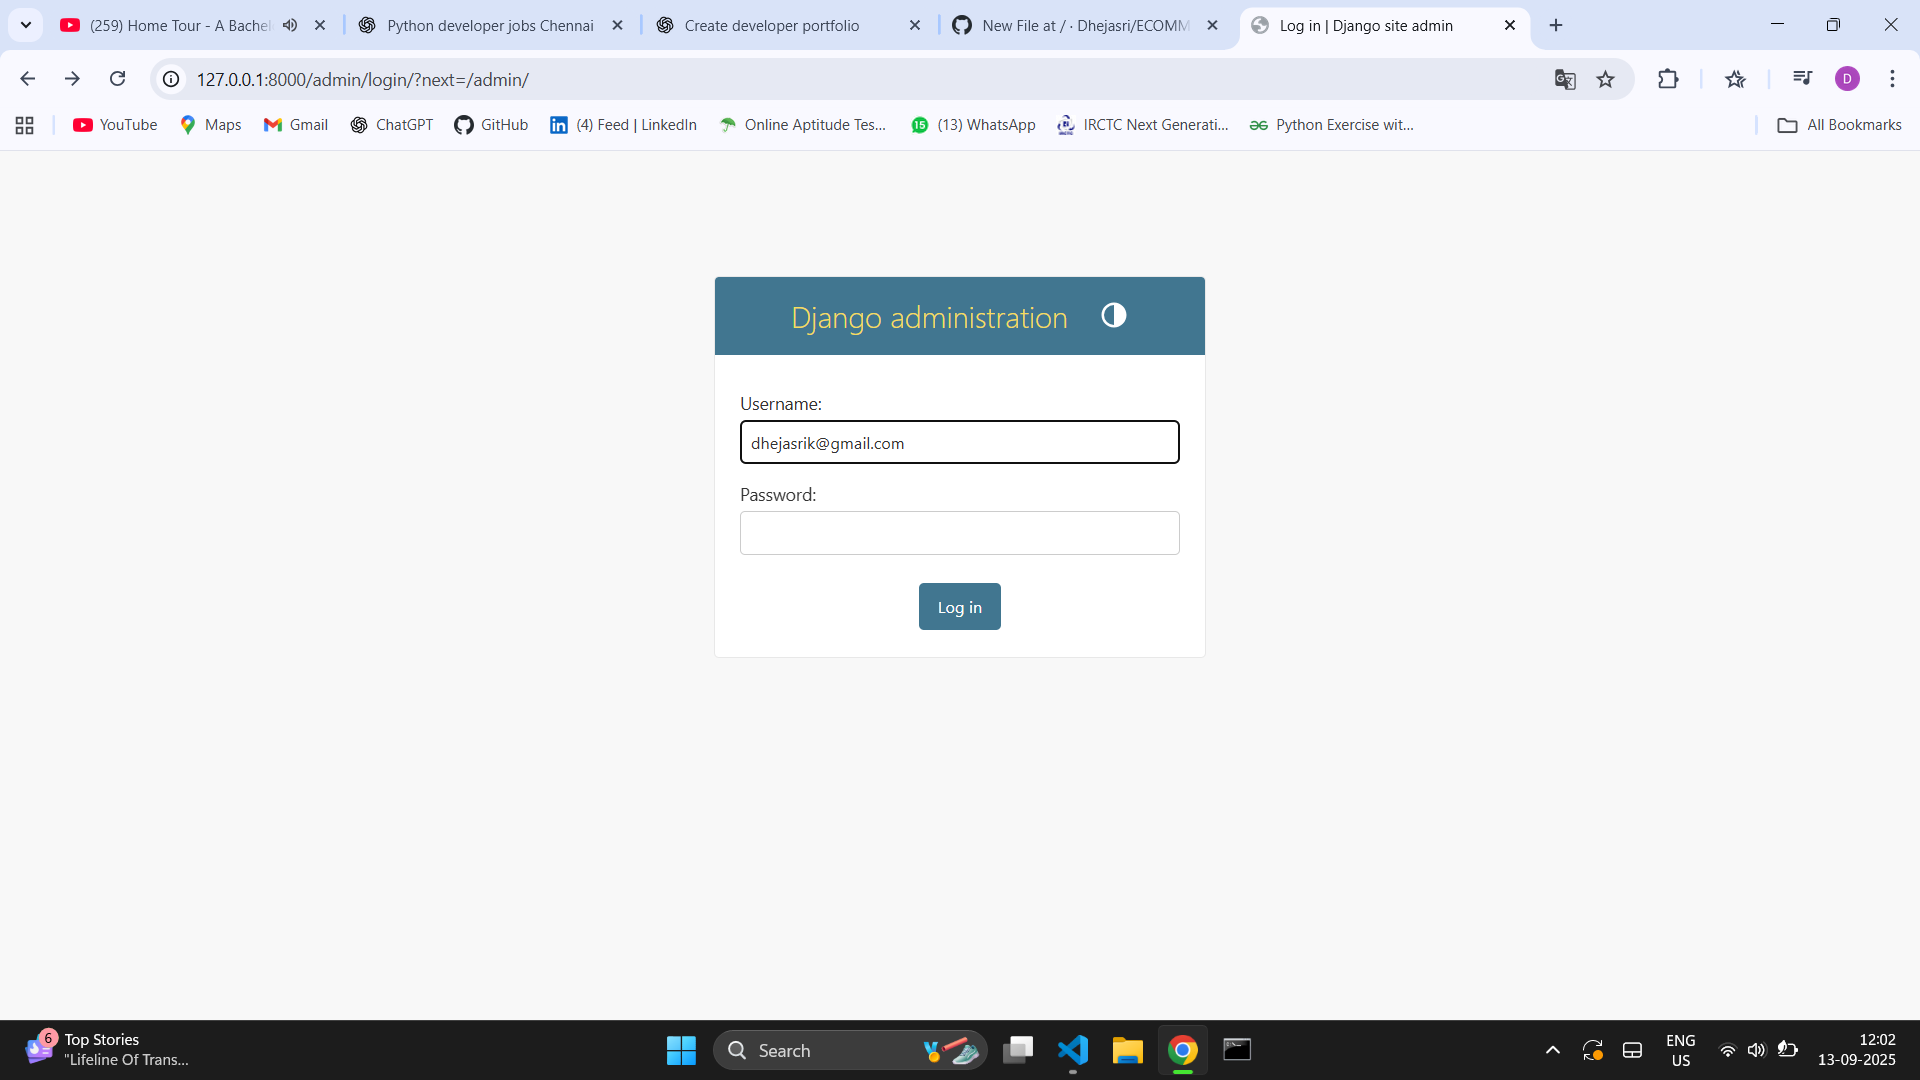 (259) Home Tour - A Bachel
Python developer jobs Chennai
Create developer portfolio
New File at / · Dhejasri/ECOMM
Log in | Django site admin
127.0.0.1:8000/admin/login/?next=/admin/
D
YouTube
Maps
Gmail
ChatGPT
GitHub
(4) Feed | LinkedIn
Online Aptitude Tes...
15
(13) WhatsApp
IRCTC Next Generati...
Python Exercise wit...
All Bookmarks
Django administration
Username:
dhejasrik@gmail.com
Password:
Log in
6
Top Stories
"Lifeline Of Trans...
Search
ENG
US
12:02
13-09-2025